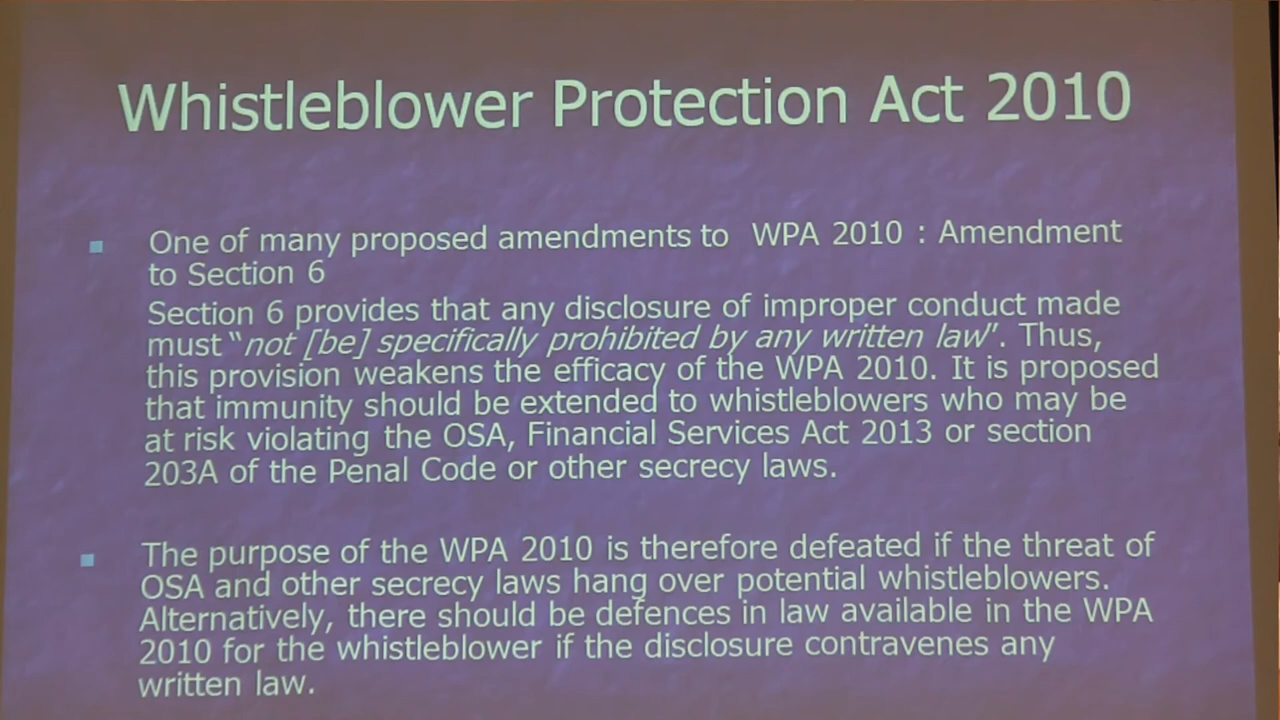 Whistleblower Protection Act 2010
One of many proposed amendments to WPA 2010 : Amendment
to Section 6
Section 6 provides that any disclosure of improper conduct made
must "not [be] specifically prohibited by any written law". Thus,
this provision weakens the efficacy of the WPA 2010. It is proposed
that immunity should be extended to whistleblowers who may be
at risk violating the OSA, Financial Services Act 2013 or section
203A of the Penal Code or other secrecy laws.
The purpose of the WPA 2010 is therefore defeated if the threat of
OSA and other secrecy laws hang over potential whistleblowers.
Alternatively, there should be defences in law available in the WPA
2010 for the whistleblower if the disclosure contravenes any
written law.